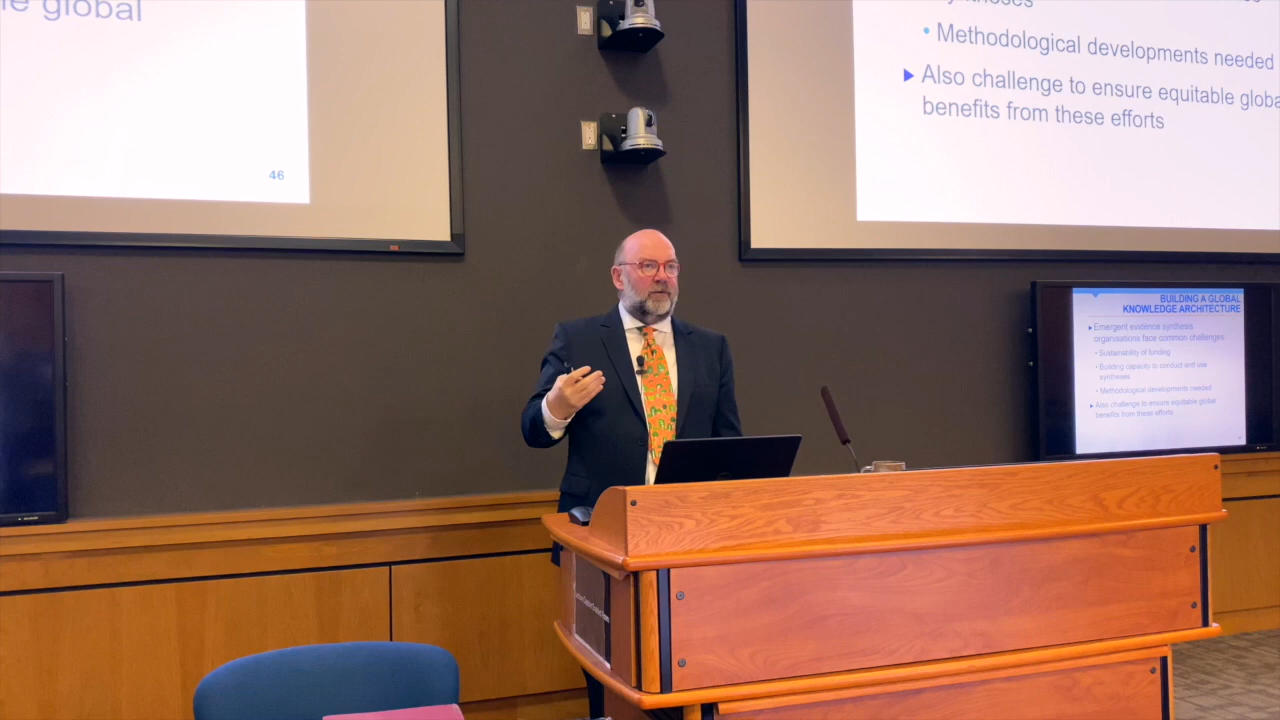 le global
46
syntheses
• Methodological developments needed
▶ Also challenge to ensure equitable globa
benefits from these efforts
BUILDING A GLOBAL
KNOWLEDGE ARCHITECTURE
▶ Emergent evidence synthesis
organisations face common challenges
• Sustainability of funding
• Building capacity to conduct and use
syntheses
• Methodological developments needed
▶ Also challenge to ensure equitable global
benefits from these efforts